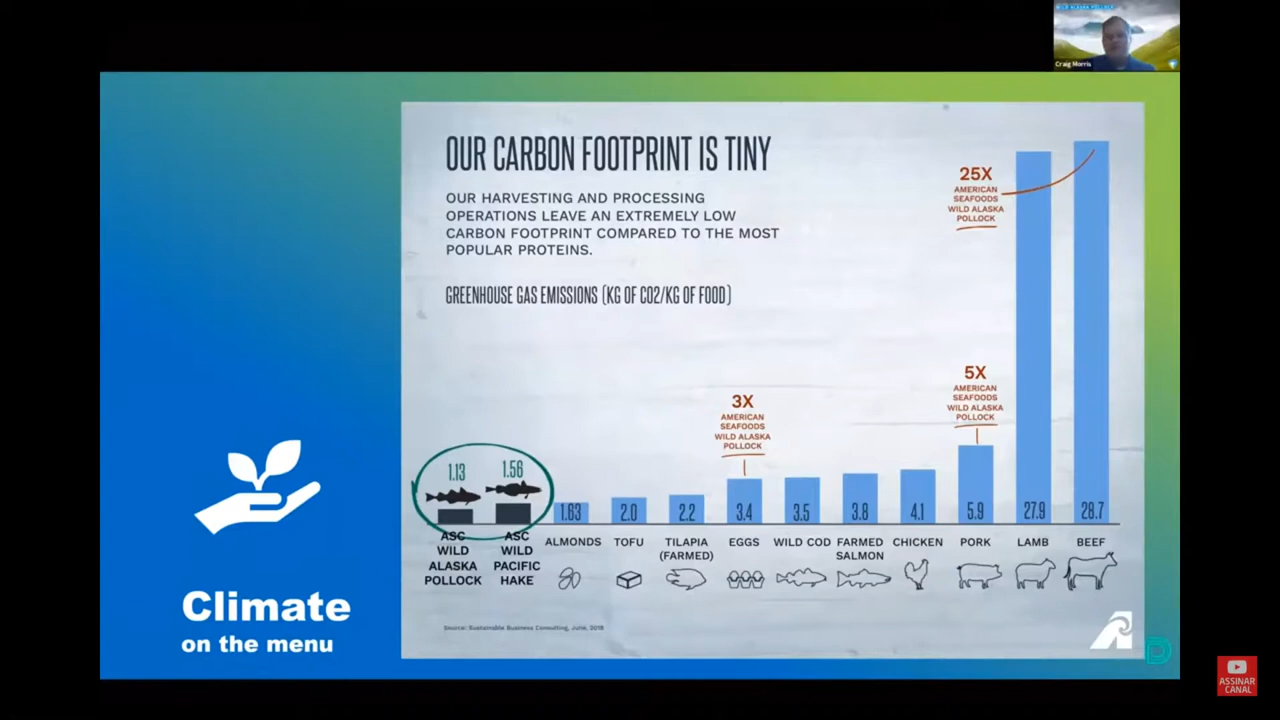 WILD ALASKA POLLOCK
Craig Morris
OUR CARBON FOOTPRINT IS TINY
OUR HARVESTING AND PROCESSING
OPERATIONS LEAVE AN EXTREMELY LOW
CARBON FOOTPRINT COMPARED TO THE MOST
POPULAR PROTEINS.
GREENHOUSE GAS EMISSIONS (KG OF CO2/KG OF FOOD)
25X
AMERICAN
SEAFOODS
WILD ALASKA
POLLOCK
5X
AMERICAN
SEAFOODS
WILD ALASKA
POLLOCK
3X
AMERICAN
SEAFOODS
WILD ALASKA
POLLOCK
1.13 1.56 1.63 2.0 2.2 3.4 3.5 3.8 4.1 5.9 27.9 28.7
ASC
WILD
ALASKA
POLLOCK
ASC
WILD
PACIFIC
HAKE
ALMONDS
TOFU
TILAPIA
(FARMED)
EGGS
WILD COD
FARMED
SALMON
CHICKEN
PORK
LAMB
BEEF
Source: Sustainable Business Consulting, June, 2018
Climate
on the menu
ASSINAR
CANAL